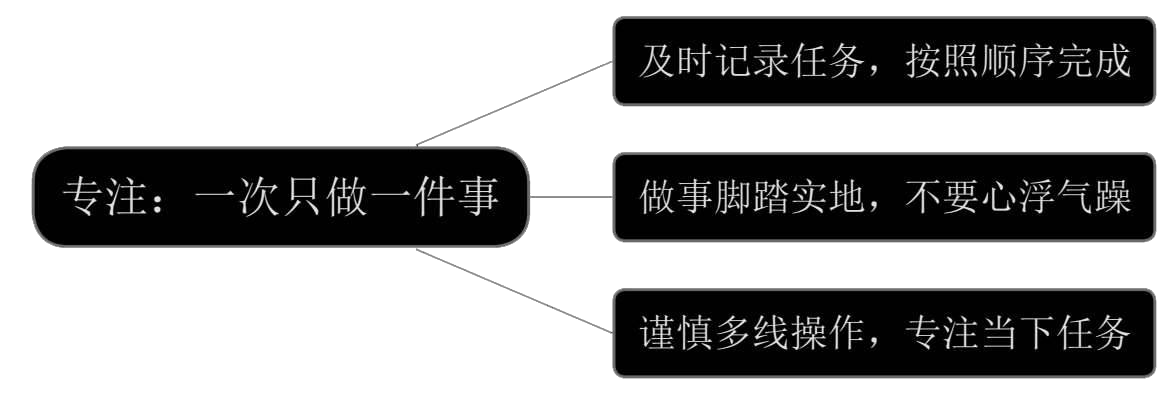 专注：一次只做一件事
及时记录任务，按照顺序完成
做事脚踏实地，不要心浮气躁
谨慎多线操作，专注当下任务